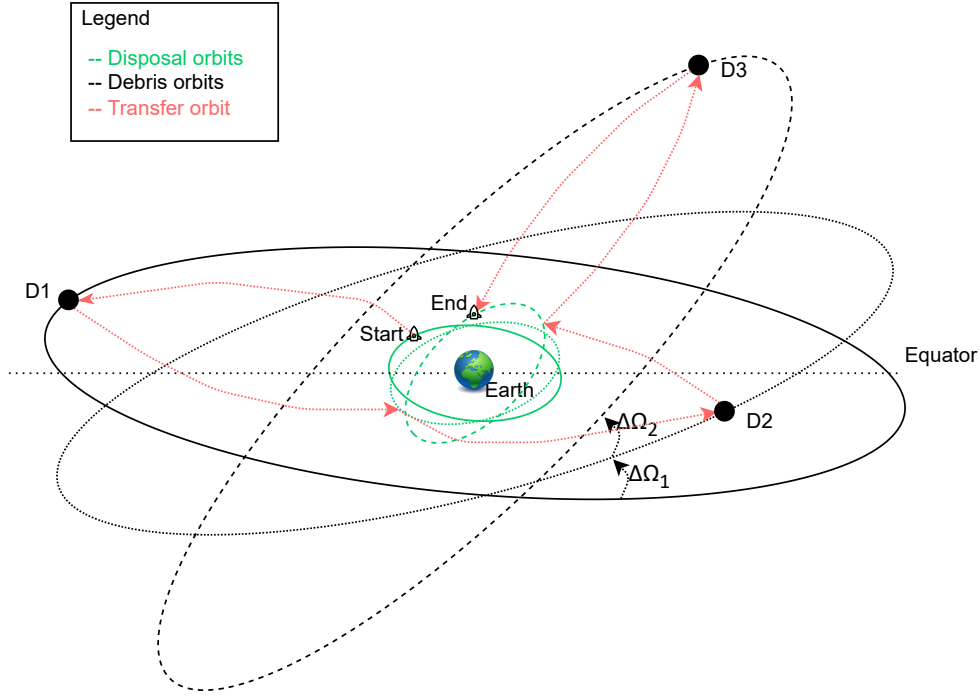 Legend
-- Disposal orbits
-- Debris orbits
-- Transfer orbit
D3
D1
End
Start
Equator
Earth
D2
ΔΩ2
ΔΩ1